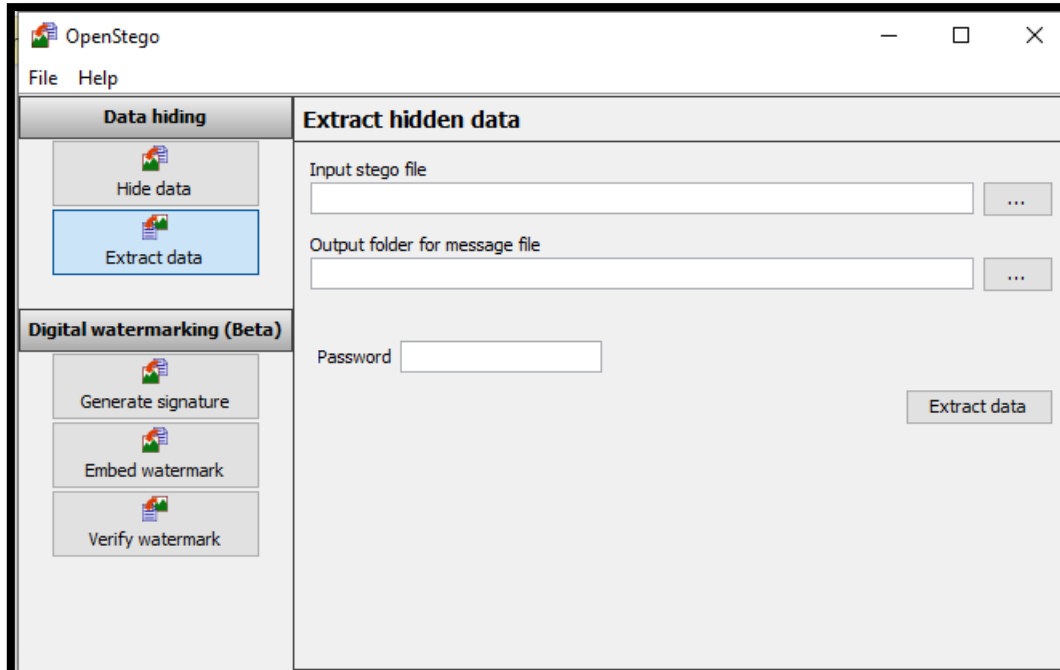 OpenStego
File Help
Data hiding
Hide data
Extract data
Digital watermarking (Beta)
Generate signature
Embed watermark
Verify watermark
Extract hidden data
Input stego file
...
Output folder for message file
...
Password
Extract data